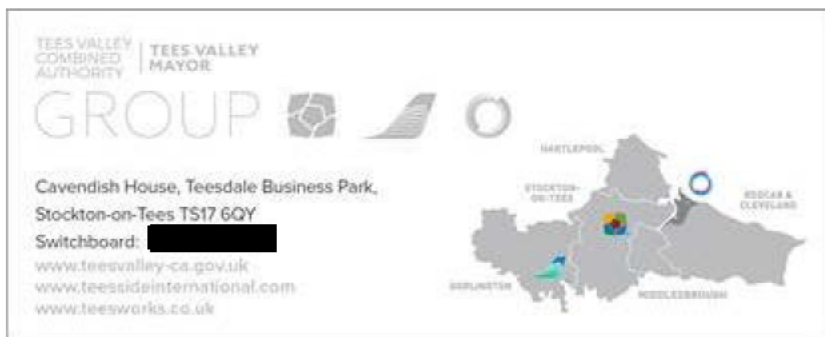 TEES VALLEY
COMBINED
AUTHORITY
TEES VALLEY
MAYOR
GROUP
Cavendish House, Teesdale Business Park,
Stockton-on-Tees TS17 6QY
Switchboard:
www.teesvalley-ca.gov.uk
www.teessideinternational.com
www.teesworks.co.uk
HARTLEPOOL
STOCKTON-
ON-TEES
REDCAR &
CLEVELAND
DARLINGTON
MIDDLESBROUGH